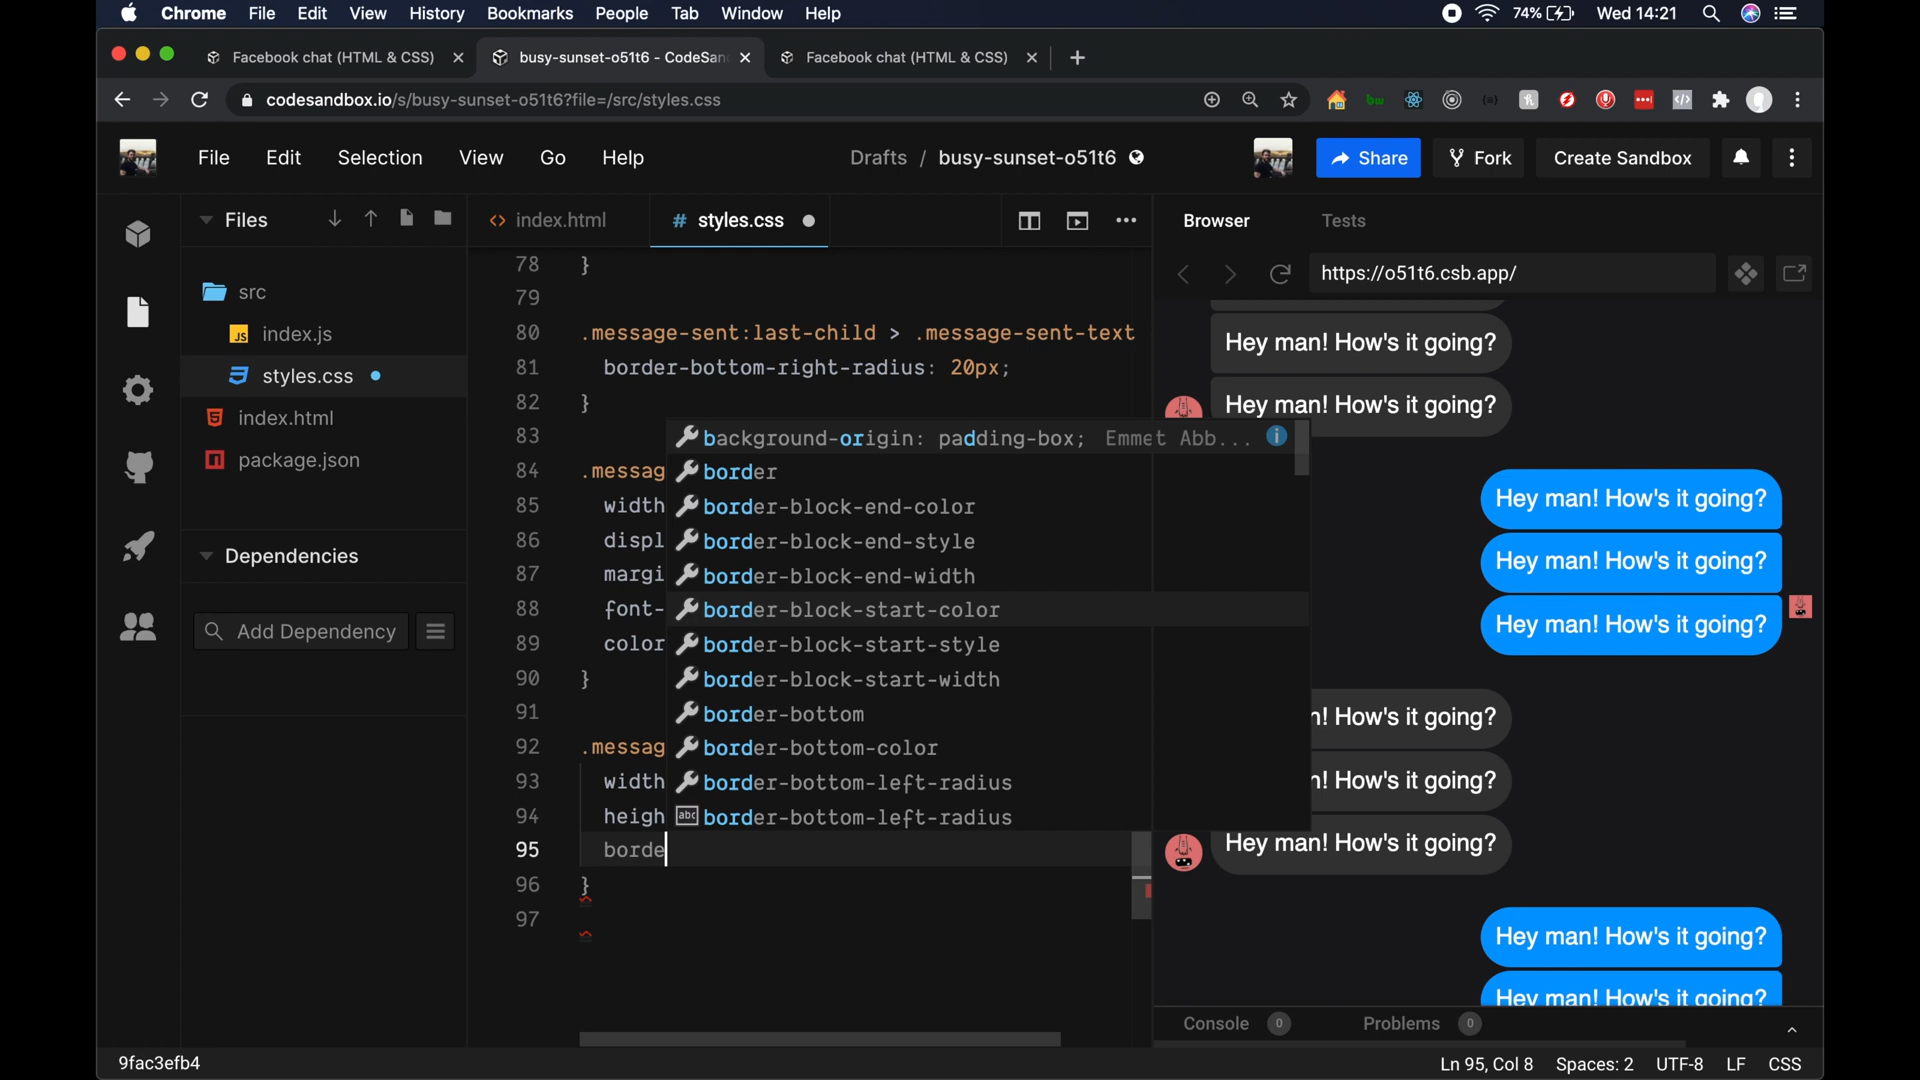 Chrome File Edit View History Bookmarks People Tab Window Help 74% Wed 14:21
Facebook chat (HTML & CSS) busy-sunset-o51t6 - CodeSan Facebook chat (HTML & CSS)
codesandbox.io/s/busy-sunset-o51t6?file=/src/styles.css
File Edit Selection View Go Help Drafts / busy-sunset-o51t6 Share Fork Create Sandbox
Files index.html # styles.css Browser Tests
https://o51t6.csb.app/
src
JS index.js
styles.css
index.html
package.json
Dependencies
Add Dependency
78 }
79
80 .message-sent:last-child > .message-sent-text
81 border-bottom-right-radius: 20px;
82 }
83
84 .messag
85 width
86 displ
87 margi
88 font-
89 color
90 }
91
92 .messag
93 width
94 heigh
95 borde
96 }
97
background-origin: padding-box; Emmet Abb...
border
border-block-end-color
border-block-end-style
border-block-end-width
border-block-start-color
border-block-start-style
border-block-start-width
border-bottom
border-bottom-color
border-bottom-left-radius
abc border-bottom-left-radius
Hey man! How's it going?
Hey man! How's it going?
Hey man! How's it going?
Hey man! How's it going?
Hey man! How's it going?
n! How's it going?
n! How's it going?
Hey man! How's it going?
Hey man! How's it going?
Hey man! How's it going?
Console 0 Problems 0
9fac3efb4 Ln 95, Col 8 Spaces: 2 UTF-8 LF CSS